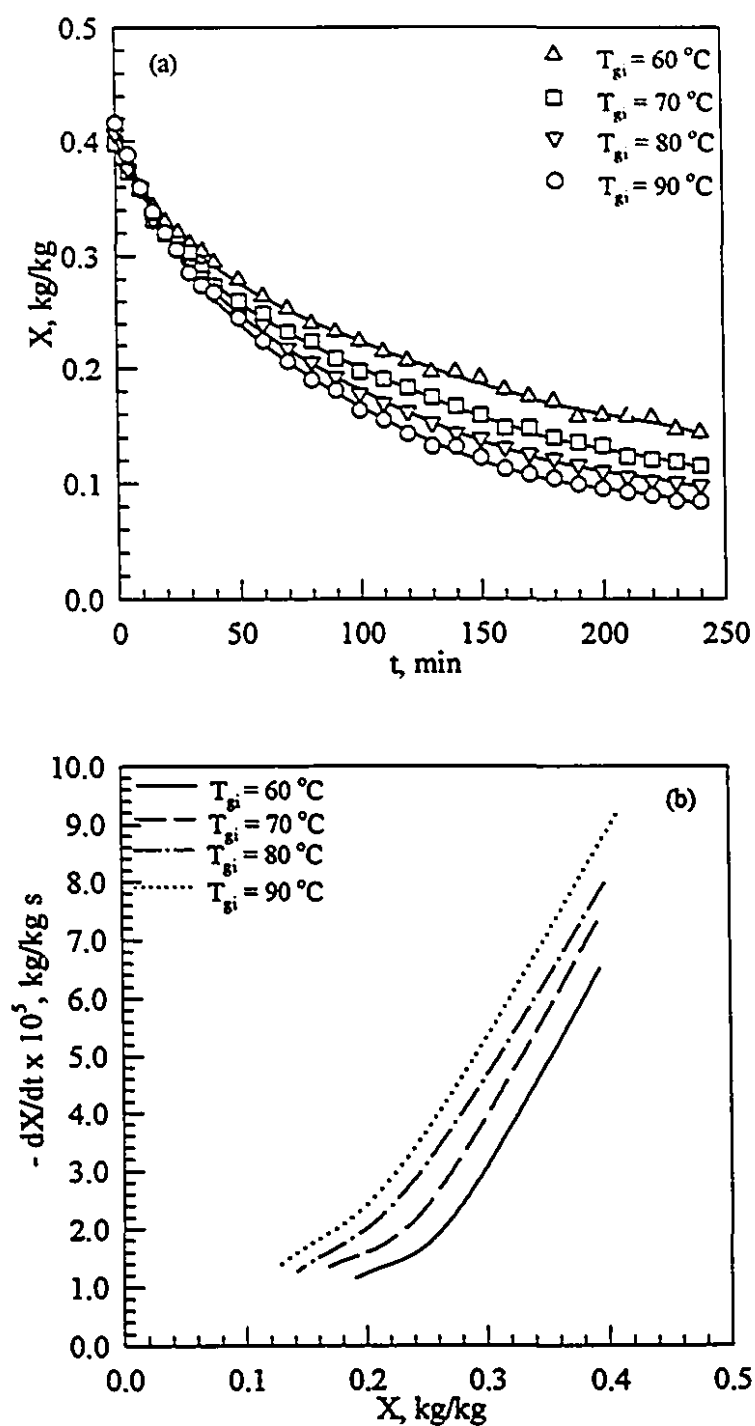 (a)
T_gi = 60 °C
T_gi = 70 °C
T_gi = 80 °C
T_gi = 90 °C
0.5
0.4
0.3
0.2
0.1
0.0
X, kg/kg
0 50 100 150 200 250
t, min
(b)
T_gi = 60 °C
T_gi = 70 °C
T_gi = 80 °C
T_gi = 90 °C
10.0
9.0
8.0
7.0
6.0
5.0
4.0
3.0
2.0
1.0
0.0
- dX/dt x 10⁵, kg/kg s
0.0 0.1 0.2 0.3 0.4 0.5
X, kg/kg